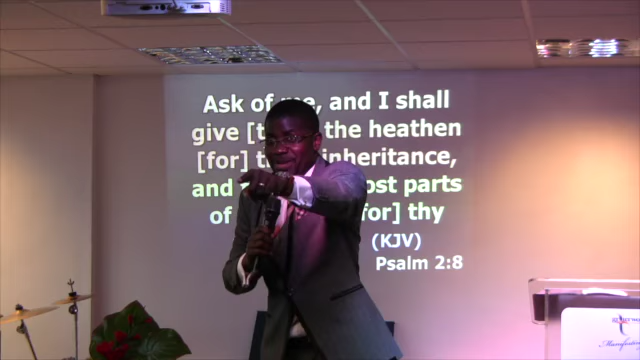 Ask of me, and I shall
give the heathen
[for] inheritance,
and parts
of for] thy
(KJV)
Psalm 2:8